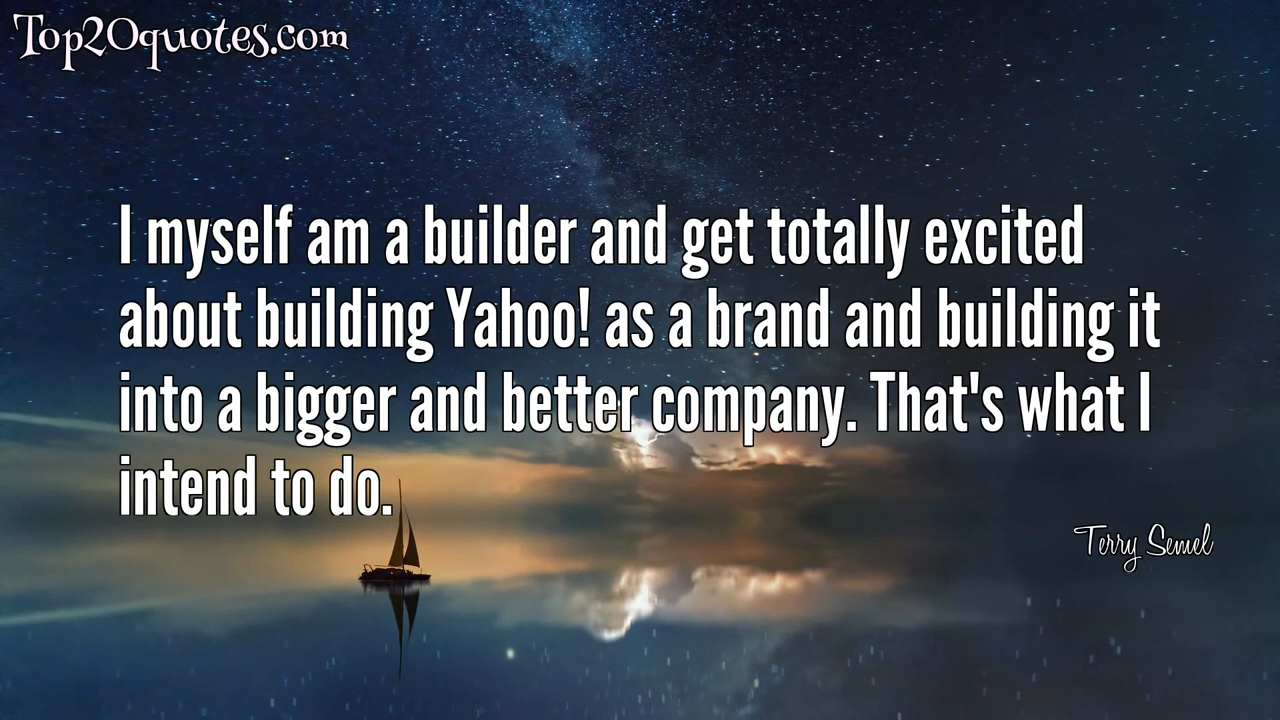 Top20quotes.com
I myself am a builder and get totally excited
about building Yahoo! as a brand and building it
into a bigger and better company. That's what I
intend to do.
Terry Semel